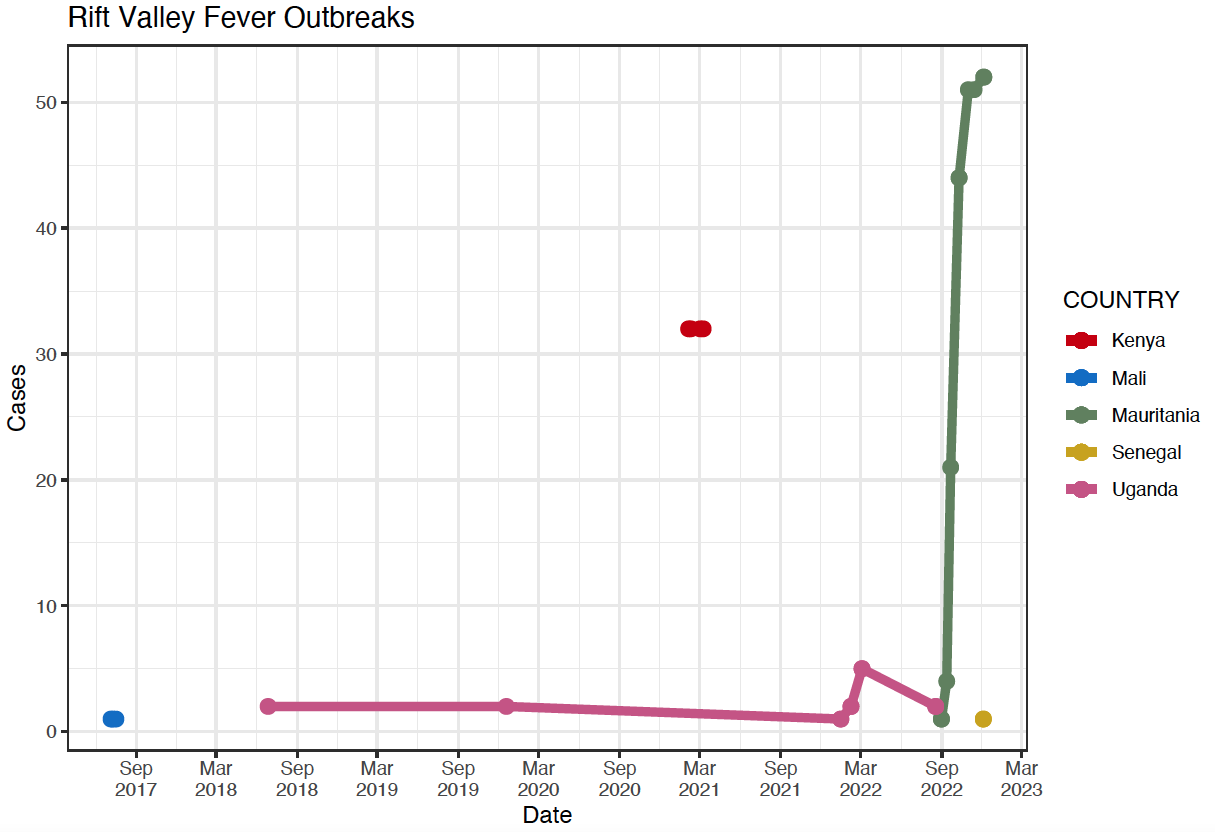 Rift Valley Fever Outbreaks
50
40
30
20
10
0
Cases
Sep Mar Sep Mar Sep Mar Sep Mar Sep Mar Sep Mar
2017 2018 2018 2019 2019 2020 2020 2021 2021 2022 2022 2023
Date
COUNTRY
Kenya
Mali
Mauritania
Senegal
Uganda